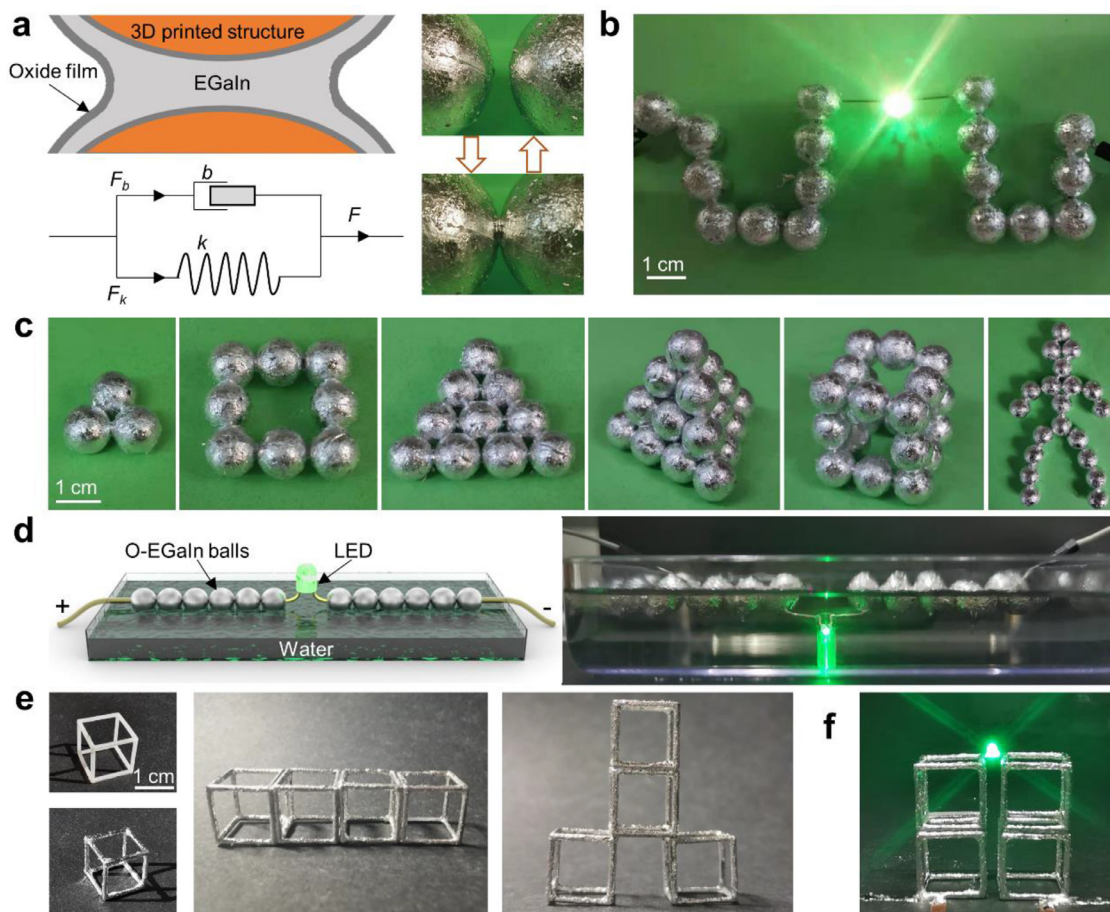 a
3D printed structure
Oxide film
EGaIn
F_b
b
F
k
F_k
b
1 cm
c
1 cm
d
O-EGaIn balls
LED
+
-
Water
e
1 cm
f